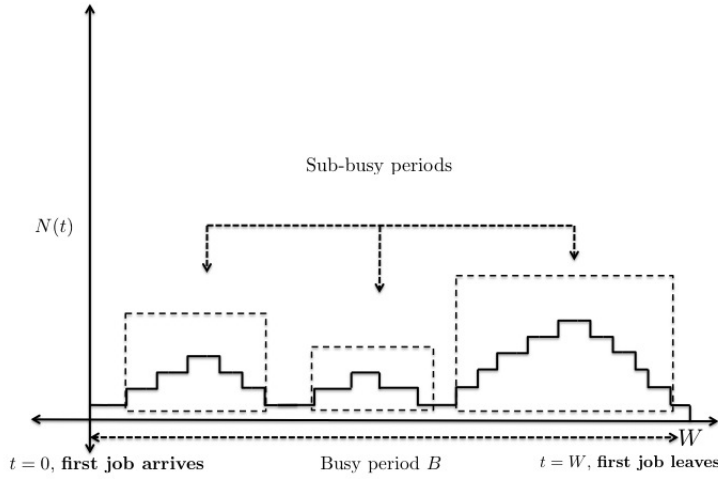 Sub-busy periods
N(t)
W
t = 0, first job arrives
Busy period B
t = W, first job leaves